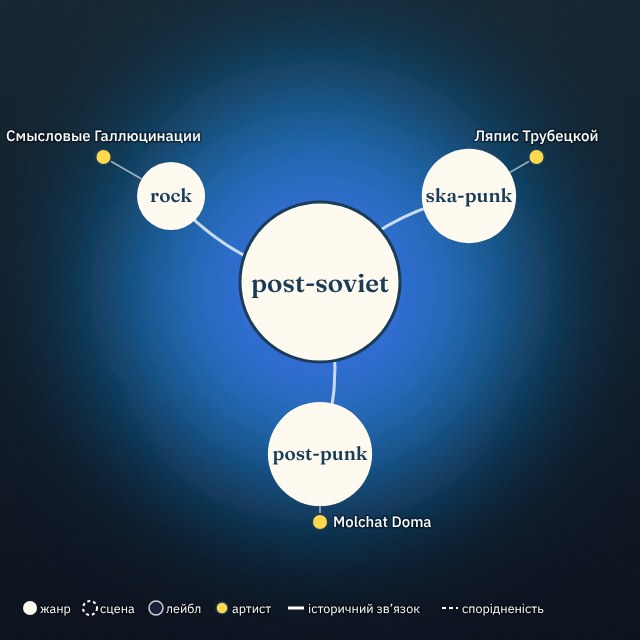 Смысловые Галлюцинации
Ляпис Трубецкой
rock
ska-punk
post-soviet
post-punk
Molchat Doma
жанр
сцена
лейбл
артист
історичний зв’язок
спорідненість